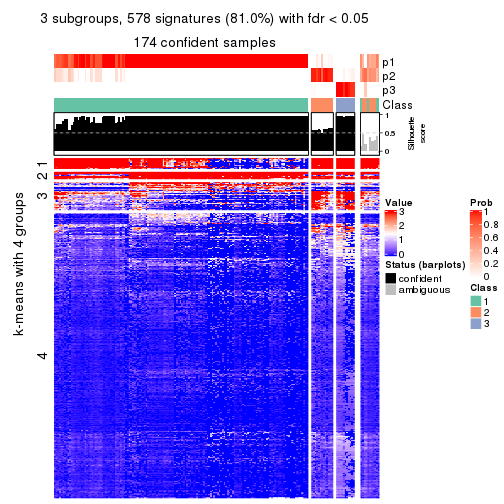 3 subgroups, 578 signatures (81.0%) with fdr < 0.05
174 confident samples
p1
p2
p3
Class
1
0.5
0
Silhouette
score
k-means with 4 groups
1
2
3
4
Value
3
2
1
0
Status (barplots)
confident
ambiguous
Prob
1
0.8
0.6
0.4
0.2
0
Class
1
2
3